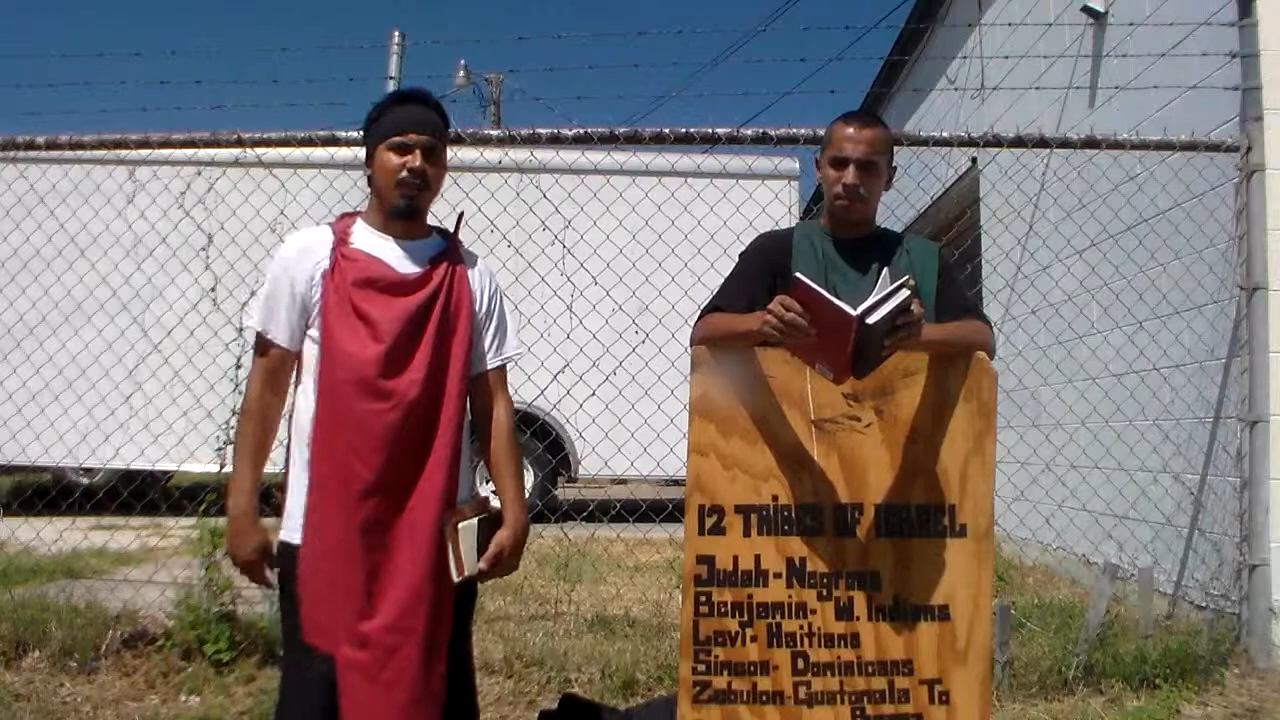 12 TRIBES OF ISRAEL
Judah-Negroes
Benjamin- W. Indians
Levi- Haitians
Simeon- Dominicans
Zebulon-Guatemala To